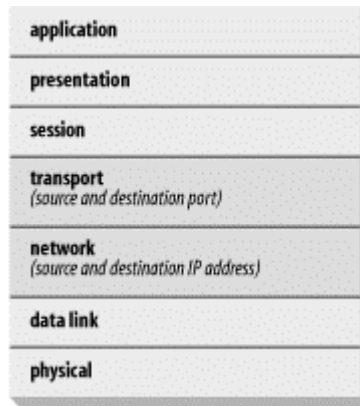 application
presentation
session
transport
(source and destination port)
network
(source and destination IP address)
data link
physical